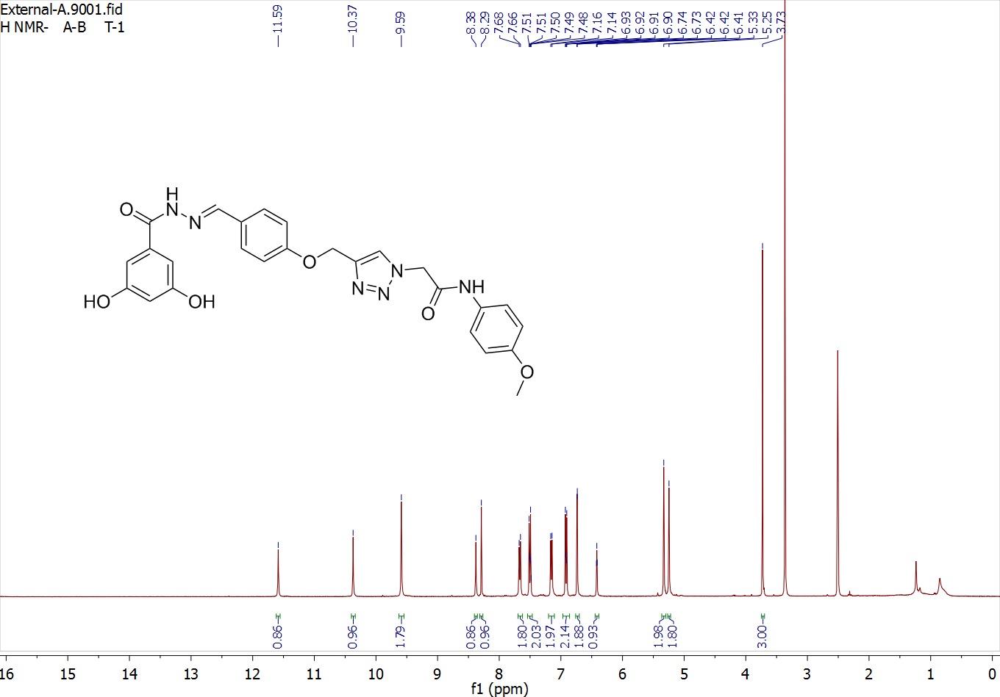 External-A.9001.fid
H NMR- A-B T-1
11.59
10.37
9.59
8.38
8.29
7.68
7.66
7.51
7.51
7.50
7.49
7.48
7.16
7.14
6.93
6.92
6.91
6.90
6.74
6.73
6.42
6.42
6.41
5.33
5.25
3.73
H
O
N
N
O
N
N
N
NH
O
HO
OH
O
0.86
0.96
1.79
0.86
0.96
1.80
2.03
1.97
2.14
1.88
0.93
1.98
1.80
3.00
16 15 14 13 12 11 10 9 8 7 6 5 4 3 2 1 0
f1 (ppm)